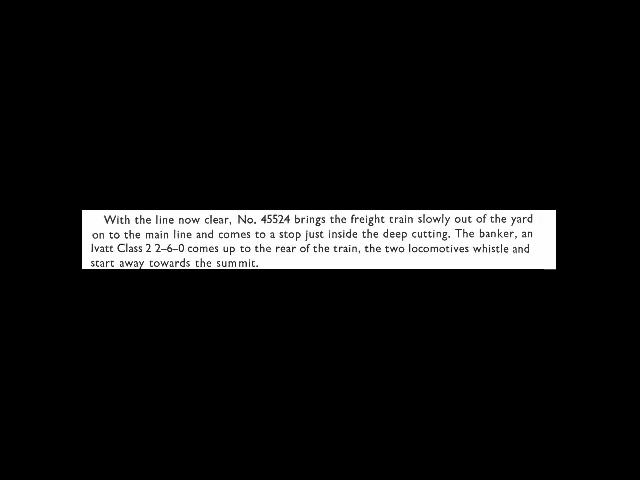 With the line now clear, No. 45524 brings the freight train slowly out of the yard
on to the main line and comes to a stop just inside the deep cutting. The banker, an
Ivatt Class 2 2–6–0 comes up to the rear of the train, the two locomotives whistle and
start away towards the summit.